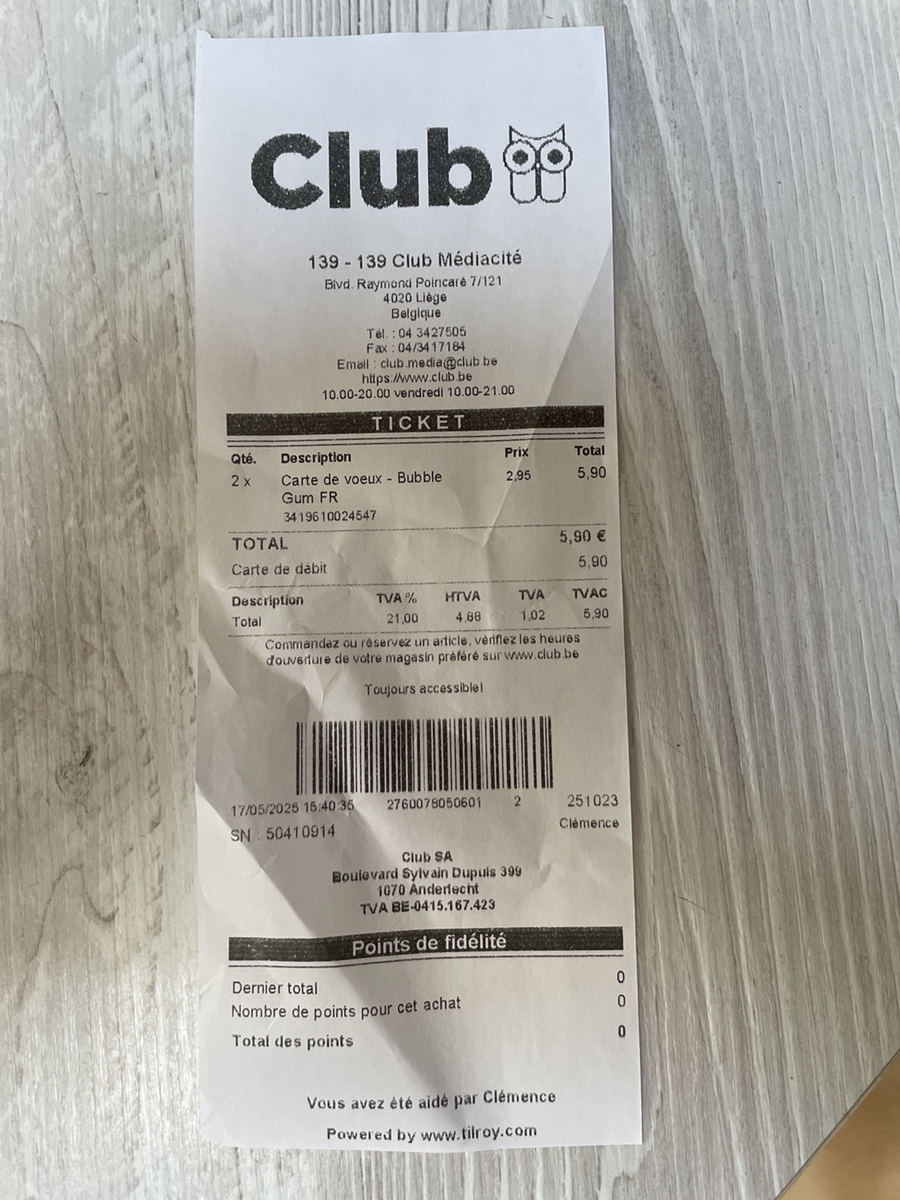 Club
139 - 139 Club Médiacité
Blvd. Raymond Poincaré 7/121
4020 Liège
Belgique
Tél. : 04 3427505
Fax : 04/3417184
Email : club.media@club.be
https://www.club.be
10.00-20.00 vendredi 10.00-21.00
TICKET
Qté. Description Prix Total
2 x Carte de voeux - Bubble 2,95 5,90
Gum FR
3419610024547
TOTAL 5,90 €
Carte de débit 5,90
Description TVA % HTVA TVA TVAC
Total 21,00 4,88 1,02 5,90
Commandez ou réservez un article, vérifiez les heures
d'ouverture de votre magasin préféré sur www.club.be
Toujours accessible!
17/05/2025 15:40:35 2760078050601 2 251023
SN : 50410914 Clémence
Club SA
Boulevard Sylvain Dupuis 399
1070 Anderlecht
TVA BE-0415.167.423
Points de fidélité
Dernier total 0
Nombre de points pour cet achat 0
Total des points 0
Vous avez été aidé par Clémence
Powered by www.tilroy.com